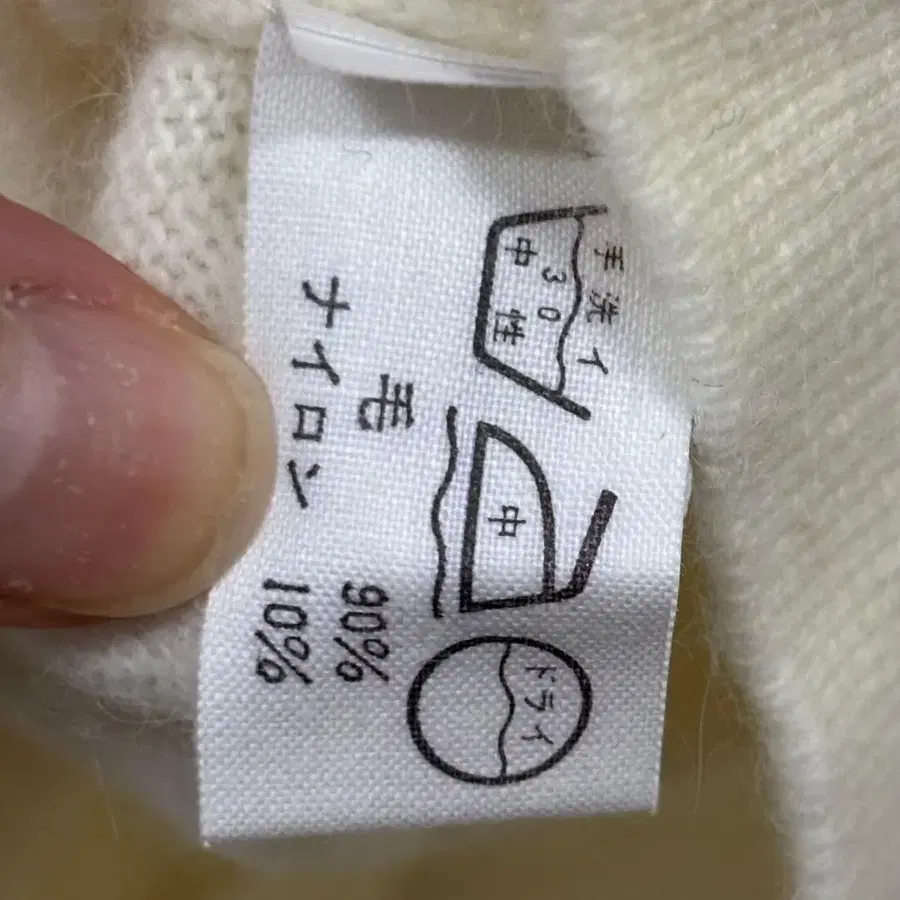 手洗イ
30
中性
中
ドライ
毛 90%
ナイロン 10%